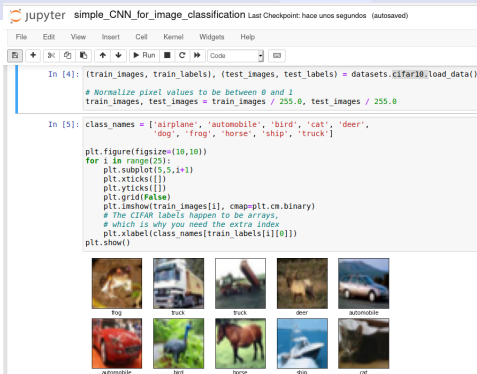 jupyter simple_CNN_for_image_classification Last Checkpoint: hace unos segundos (autosaved)
File Edit View Insert Cell Kernel Widgets Help
Run Code
In [4]: (train_images, train_labels), (test_images, test_labels) = datasets.cifar10.load_data()
# Normalize pixel values to be between 0 and 1
train_images, test_images = train_images / 255.0, test_images / 255.0
In [5]: class_names = ['airplane', 'automobile', 'bird', 'cat', 'deer',
'dog', 'frog', 'horse', 'ship', 'truck']
plt.figure(figsize=(10,10))
for i in range(25):
plt.subplot(5,5,i+1)
plt.xticks([])
plt.yticks([])
plt.grid(False)
plt.imshow(train_images[i], cmap=plt.cm.binary)
# The CIFAR labels happen to be arrays,
# which is why you need the extra index
plt.xlabel(class_names[train_labels[i][0]])
plt.show()
frog truck truck deer automobile
automobile bird horse ship cat